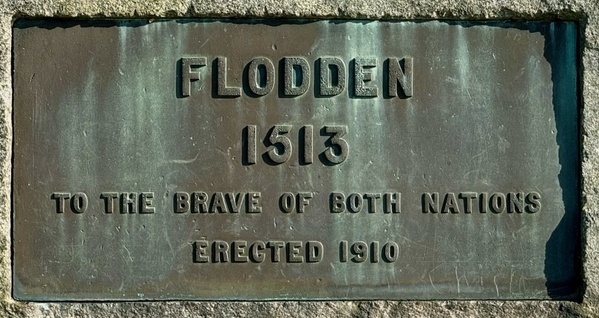 FLODDEN
1513
TO THE BRAVE OF BOTH NATIONS
ERECTED 1910